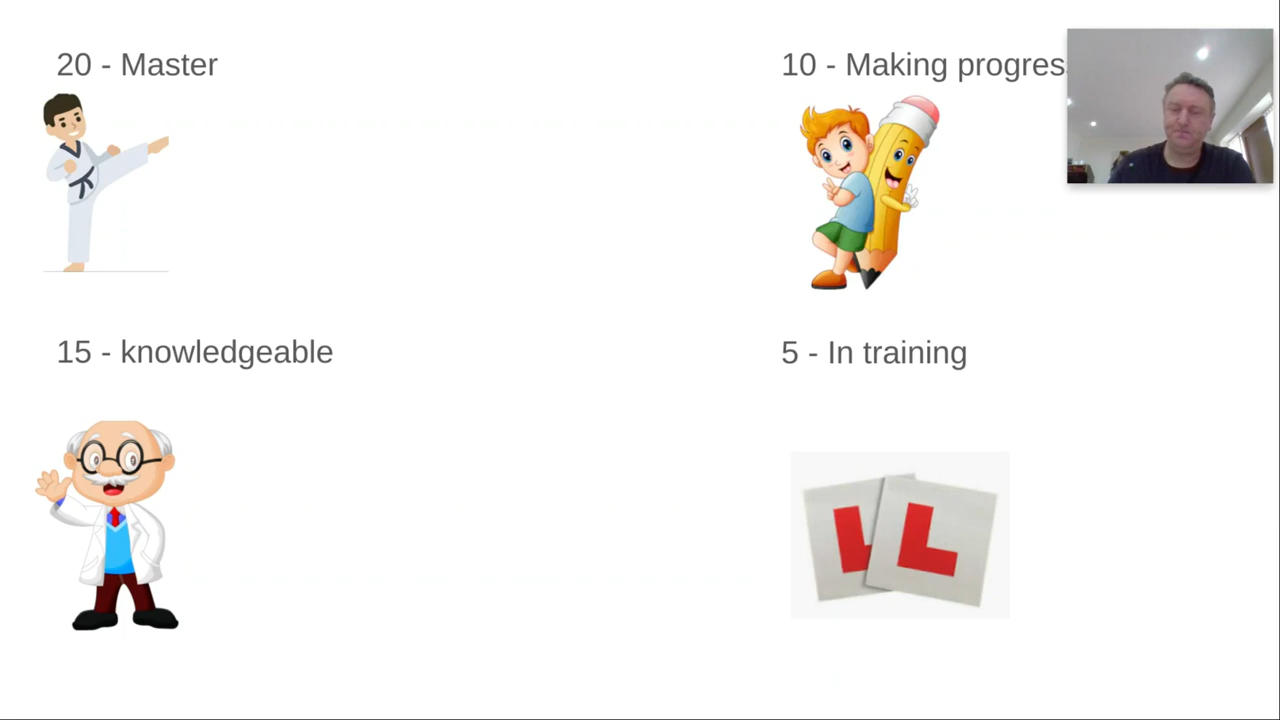 20 - Master
10 - Making progres
15 - knowledgeable
5 - In training
L L